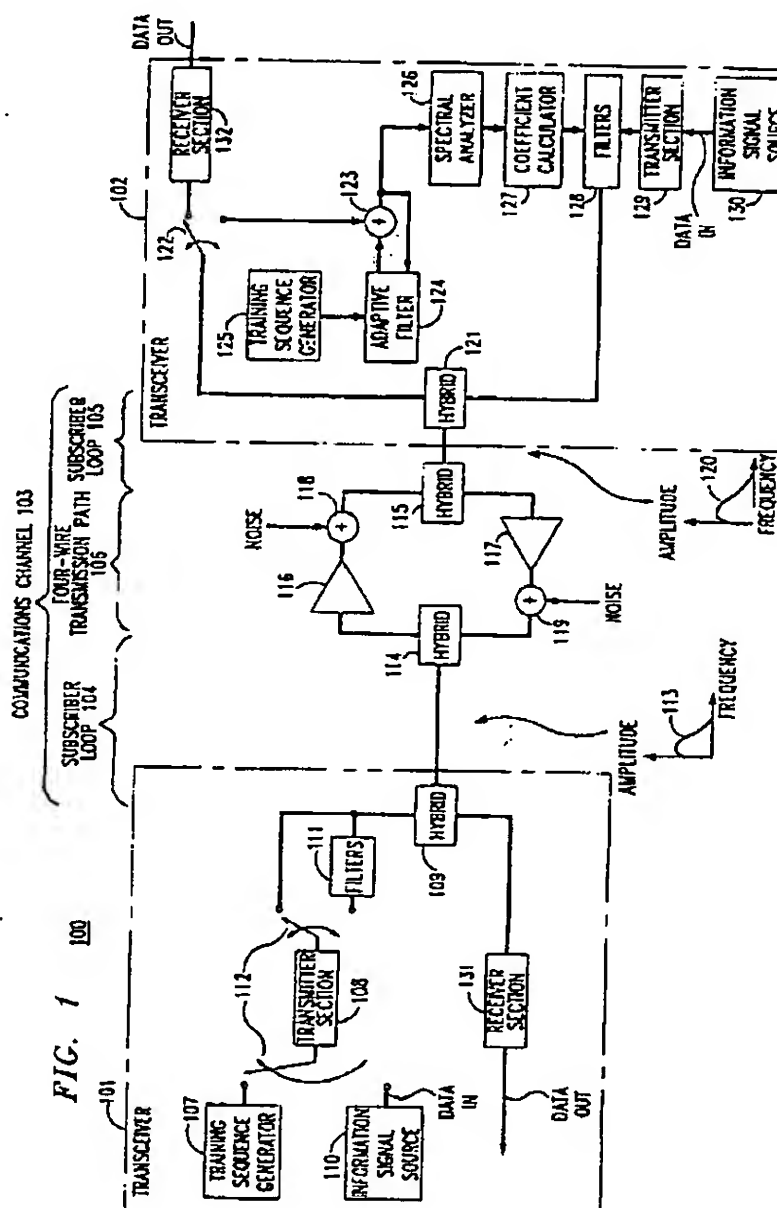 FIG. 1
100
COMMUNICATIONS CHANNEL 103
SUBSCRIBER
LOOP 104
FOUR-WIRE
TRANSMISSION PATH
106
SUBSCRIBER
LOOP 105
101
TRANSCEIVER
107
TRAINING
SEQUENCE
GENERATOR
110
INFORMATION
SIGNAL
SOURCE
DATA
IN
112
TRANSMITTER
SECTION
108
111
FILTERS
HYBRID
109
131
RECEIVER
SECTION
DATA
OUT
AMPLITUDE
113
FREQUENCY
114
HYBRID
116
NOISE
118
115
HYBRID
117
119
NOISE
AMPLITUDE
120
FREQUENCY
102
TRANSCEIVER
121
HYBRID
122
RECEIVER
SECTION
132
DATA
OUT
125
TRAINING
SEQUENCE
GENERATOR
ADAPTIVE
FILTER
124
123
126
SPECTRAL
ANALYZER
COEFFICIENT
CALCULATOR
127
FILTERS
128
TRANSMITTER
SECTION
129
DATA
IN
INFORMATION
SIGNAL
SOURCE
130